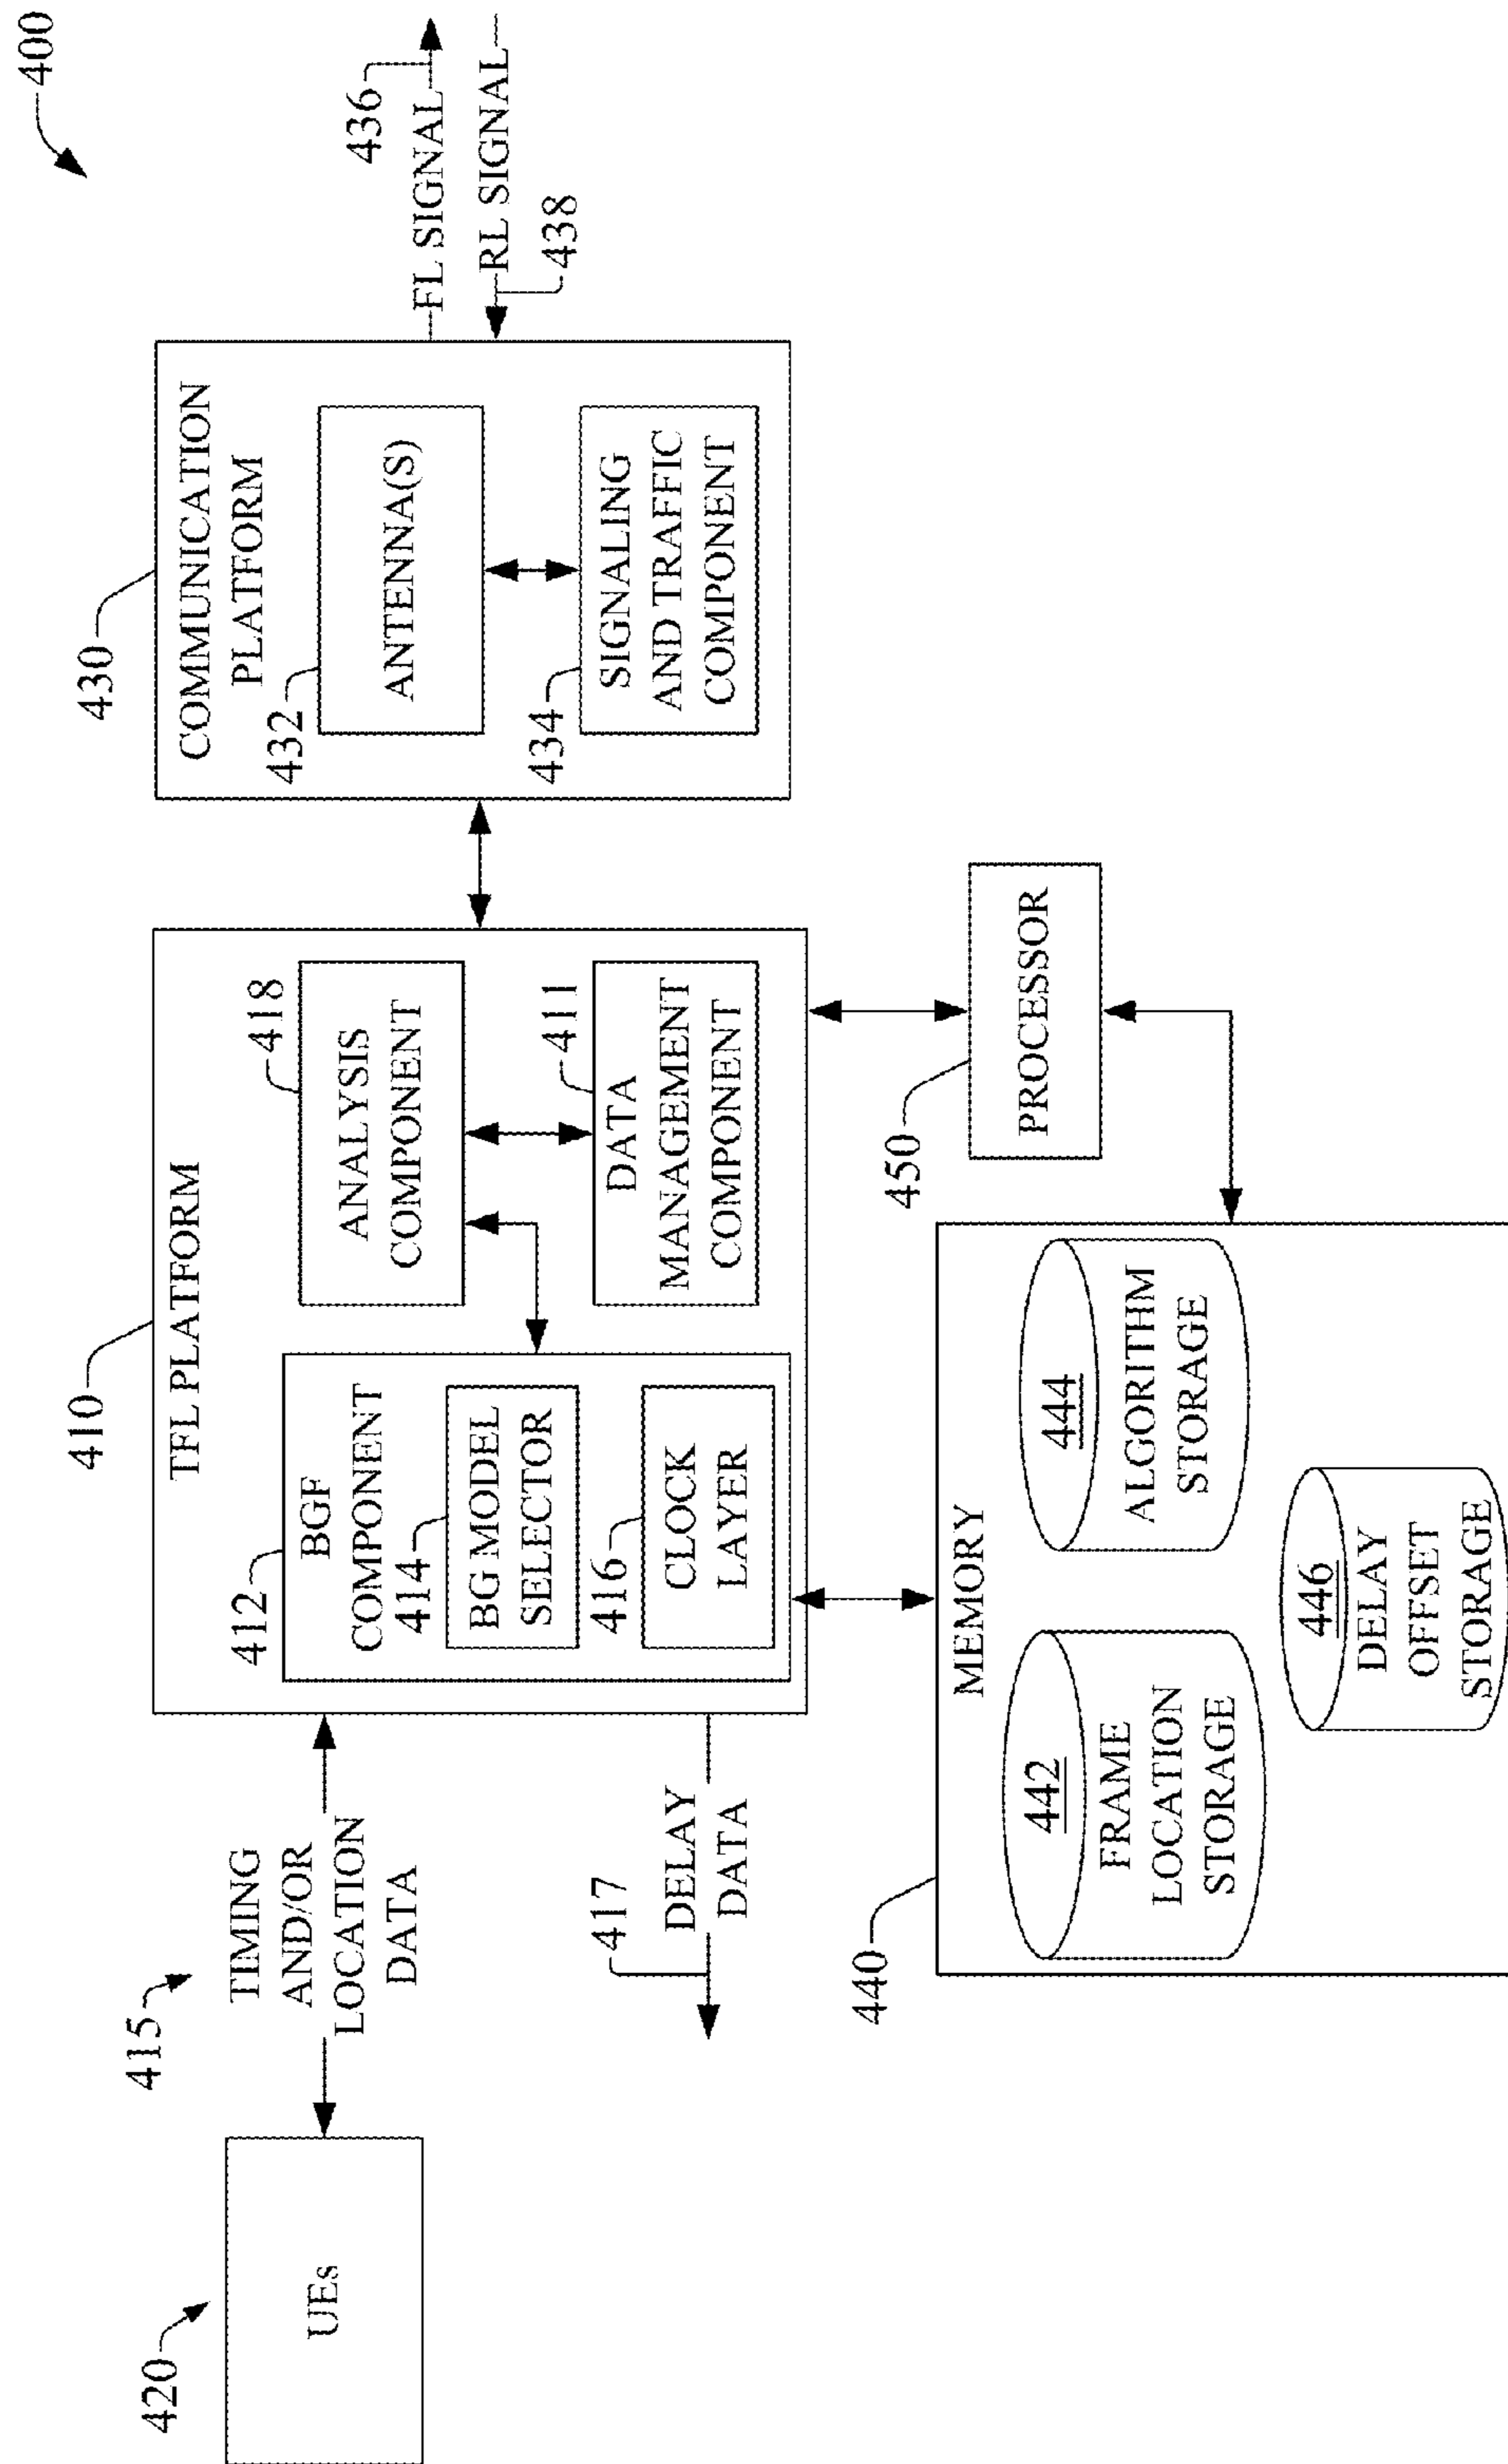 400
420
UEs
415
TIMING
AND/OR
LOCATION
DATA
417
DELAY
DATA
410
TFL PLATFORM
412
BGF
COMPONENT
414
BG MODEL
SELECTOR
416
CLOCK
LAYER
418
ANALYSIS
COMPONENT
411
DATA
MANAGEMENT
COMPONENT
430
COMMUNICATION
PLATFORM
432
ANTENNA(S)
434
SIGNALING
AND TRAFFIC
COMPONENT
436
FL SIGNAL
RL SIGNAL
438
450
PROCESSOR
440
MEMORY
442
FRAME
LOCATION
STORAGE
444
ALGORITHM
STORAGE
446
DELAY
OFFSET
STORAGE